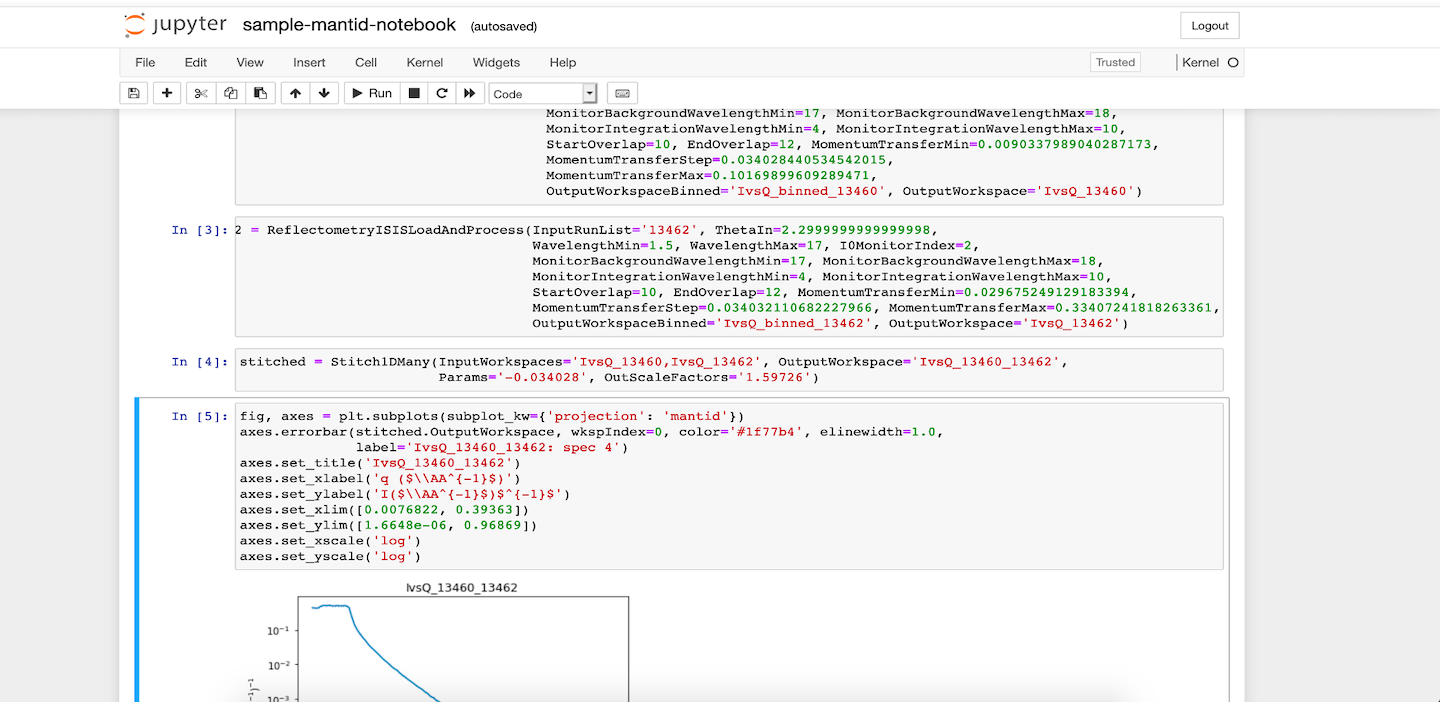 jupyter sample-mantid-notebook (autosaved)
Logout
File Edit View Insert Cell Kernel Widgets Help
Trusted
Kernel
Run
Code
MonitorBackgroundWavelengthMin=17, MonitorBackgroundWavelengthMax=18,
MonitorIntegrationWavelengthMin=4, MonitorIntegrationWavelengthMax=10,
StartOverlap=10, EndOverlap=12, MomentumTransferMin=0.0090337989040287173,
MomentumTransferStep=0.034028440534542015,
MomentumTransferMax=0.10169899609289471,
OutputWorkspaceBinned='IvsQ_binned_13460', OutputWorkspace='IvsQ_13460')
In [3]: 2 = ReflectometryISISLoadAndProcess(InputRunList='13462', ThetaIn=2.2999999999999998,
WavelengthMin=1.5, WavelengthMax=17, I0MonitorIndex=2,
MonitorBackgroundWavelengthMin=17, MonitorBackgroundWavelengthMax=18,
MonitorIntegrationWavelengthMin=4, MonitorIntegrationWavelengthMax=10,
StartOverlap=10, EndOverlap=12, MomentumTransferMin=0.029675249129183394,
MomentumTransferStep=0.034032110682227966, MomentumTransferMax=0.33407241818263361,
OutputWorkspaceBinned='IvsQ_binned_13462', OutputWorkspace='IvsQ_13462')
In [4]: stitched = Stitch1DMany(InputWorkspaces='IvsQ_13460,IvsQ_13462', OutputWorkspace='IvsQ_13460_13462',
Params='-0.034028', OutScaleFactors='1.59726')
In [5]: fig, axes = plt.subplots(subplot_kw={'projection': 'mantid'})
axes.errorbar(stitched.OutputWorkspace, wkspIndex=0, color='#1f77b4', elinewidth=1.0,
label='IvsQ_13460_13462: spec 4')
axes.set_title('IvsQ_13460_13462')
axes.set_xlabel('q ($\\AA^{-1}$)')
axes.set_ylabel('I($\\AA^{-1}$)$^{-1}$')
axes.set_xlim([0.0076822, 0.39363])
axes.set_ylim([1.6648e-06, 0.96869])
axes.set_xscale('log')
axes.set_yscale('log')
IvsQ_13460_13462
10⁻¹
10⁻²
10⁻³